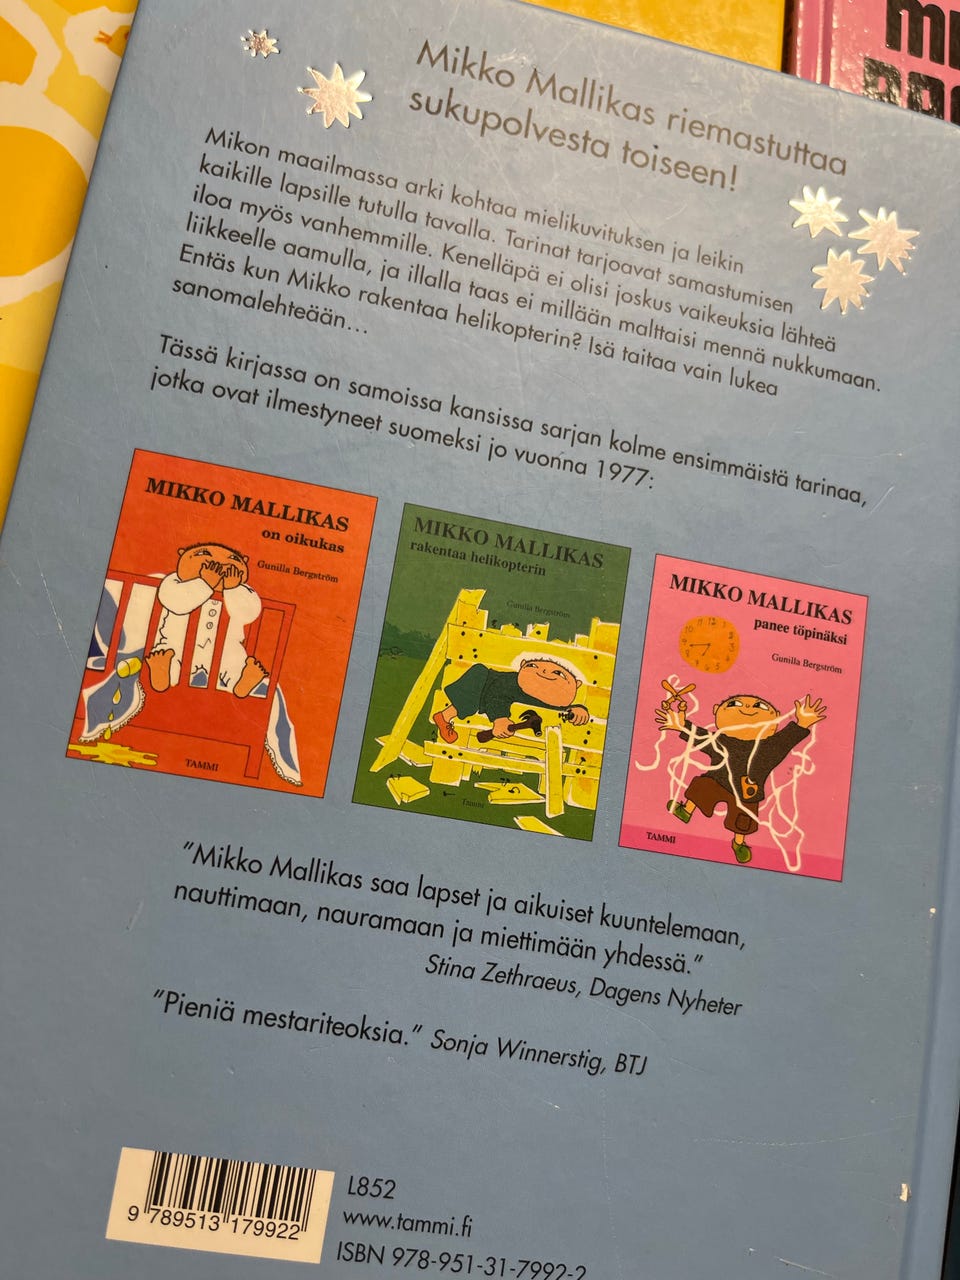 Mikko Mallikas riemastuttaa
sukupolvesta toiseen!
Mikon maailmassa arki kohtaa mielikuvituksen ja leikin
kaikille lapsille tutulla tavalla. Tarinat tarjoavat samastumisen
iloa myös vanhemmille. Kenelläpä ei olisi joskus vaikeuksia lähteä
liikkeelle aamulla, ja illalla taas ei millään malttaisi mennä nukkumaan.
Entäs kun Mikko rakentaa helikopterin? Isä taitaa vain lukea
sanomalehteään...
Tässä kirjassa on samoissa kansissa sarjan kolme ensimmäistä tarinaa,
jotka ovat ilmestyneet suomeksi jo vuonna 1977:
MIKKO MALLIKAS
on oikukas
Gunilla Bergström
TAMMI
MIKKO MALLIKAS
rakentaa helikopterin
Gunilla Bergström
Tammi
MIKKO MALLIKAS
panee töpinäksi
Gunilla Bergström
TAMMI
"Mikko Mallikas saa lapset ja aikuiset kuuntelemaan,
nauttimaan, nauramaan ja miettimään yhdessä."
Stina Zethraeus, Dagens Nyheter
"Pieniä mestariteoksia." Sonja Winnerstig, BTJ
9 789513 179922
L852
www.tammi.fi
ISBN 978-951-31-7992-2